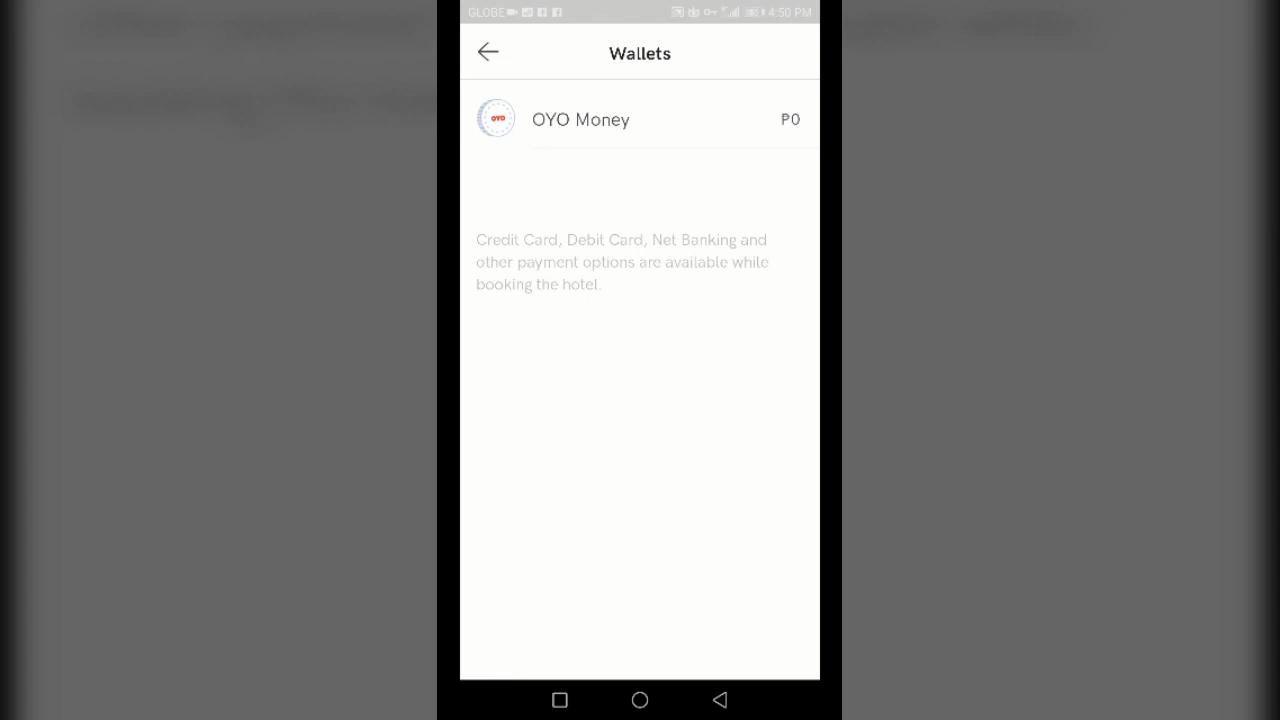 GLOBE 4:50 PM
Wallets
OYO
OYO Money ₱0
Credit Card, Debit Card, Net Banking and
other payment options are available while
booking the hotel.